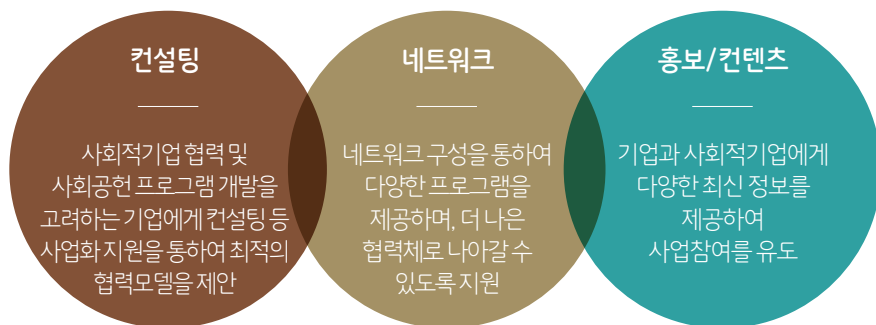 컨설팅
사회적기업 협력 및
사회공헌 프로그램 개발을
고려하는 기업에게 컨설팅 등
사업화 지원을 통하여 최적의
협력모델을 제안
네트워크
네트워크 구성을 통하여
다양한 프로그램을
제공하며, 더 나은
협력체로 나아갈 수
있도록 지원
홍보/컨텐츠
기업과 사회적기업에게
다양한 최신 정보를
제공하여
사업참여를 유도